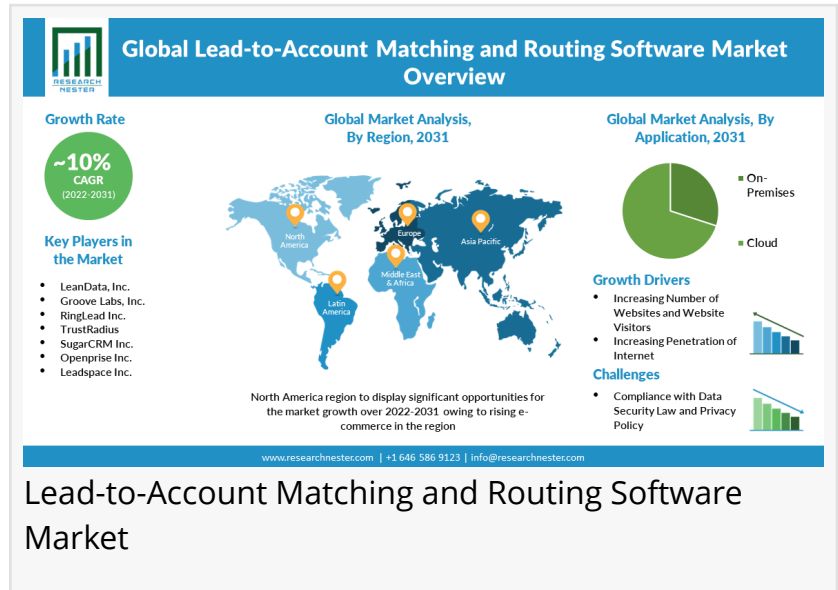 RESEARCH
NESTER
Global Lead-to-Account Matching and Routing Software Market
Overview
Growth Rate
~10%
CAGR
(2022-2031)
Key Players in
the Market
• LeanData, Inc.
• Groove Labs, Inc.
• RingLead Inc.
• TrustRadius
• SugarCRM Inc.
• Openprise Inc.
• Leadspace Inc.
Global Market Analysis,
By Region, 2031
North
America
Europe
Asia Pacific
Middle East
& Africa
Latin
America
North America region to display significant opportunities for
the market growth over 2022-2031 owing to rising e-
commerce in the region
Global Market Analysis, By
Application, 2031
On-
Premises
Cloud
Growth Drivers
• Increasing Number of
Websites and Website
Visitors
• Increasing Penetration of
Internet
Challenges
• Compliance with Data
Security Law and Privacy
Policy
www.researchnester.com | +1 646 586 9123 | info@researchnester.com
Lead-to-Account Matching and Routing Software
Market